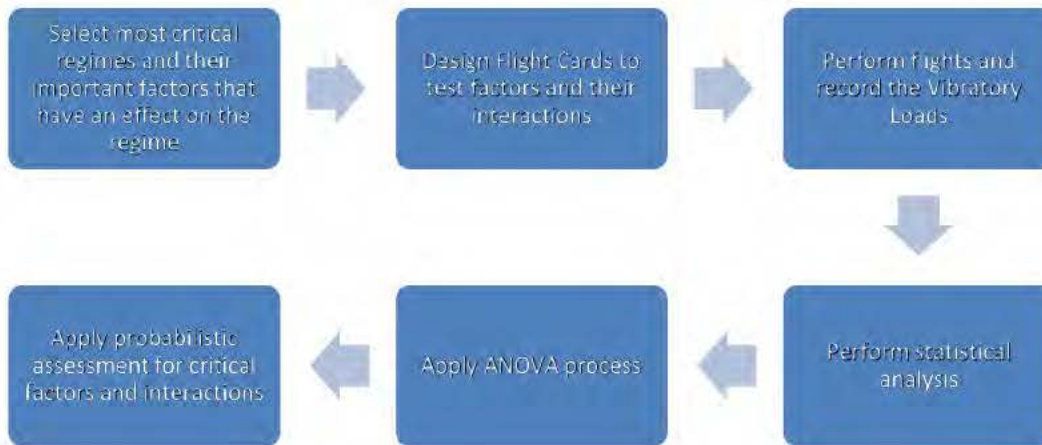 Select most critical
regimes and their
important factors that
have an effect on the
regime
Design Flight Cards to
test factors and their
interactions
Perform flights and
record the Vibratory
Loads
Perform statistical
analysis
Apply ANOVA process
Apply probabilistic
assessment for critical
factors and interactions